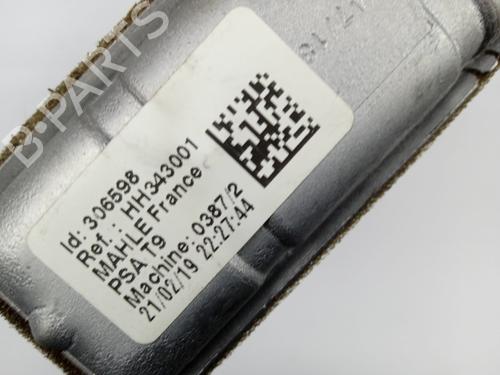 Id: 306598
Ref.: HH343001
MAHLE France
PSA T9
Machine: 0387/2
21/02/19 22:27:44
B-PARTS